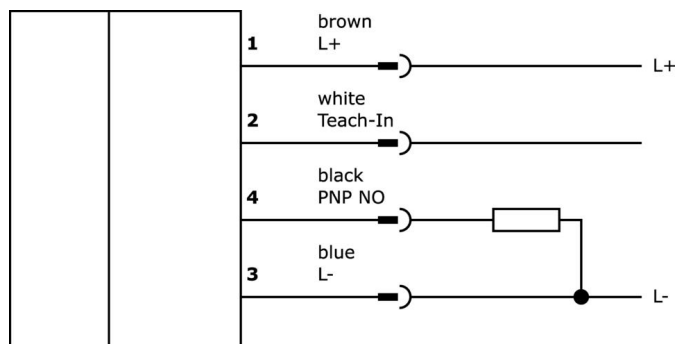 brown
1 L+
L+
white
2 Teach-In
black
4 PNP NO
blue
3 L-
L-